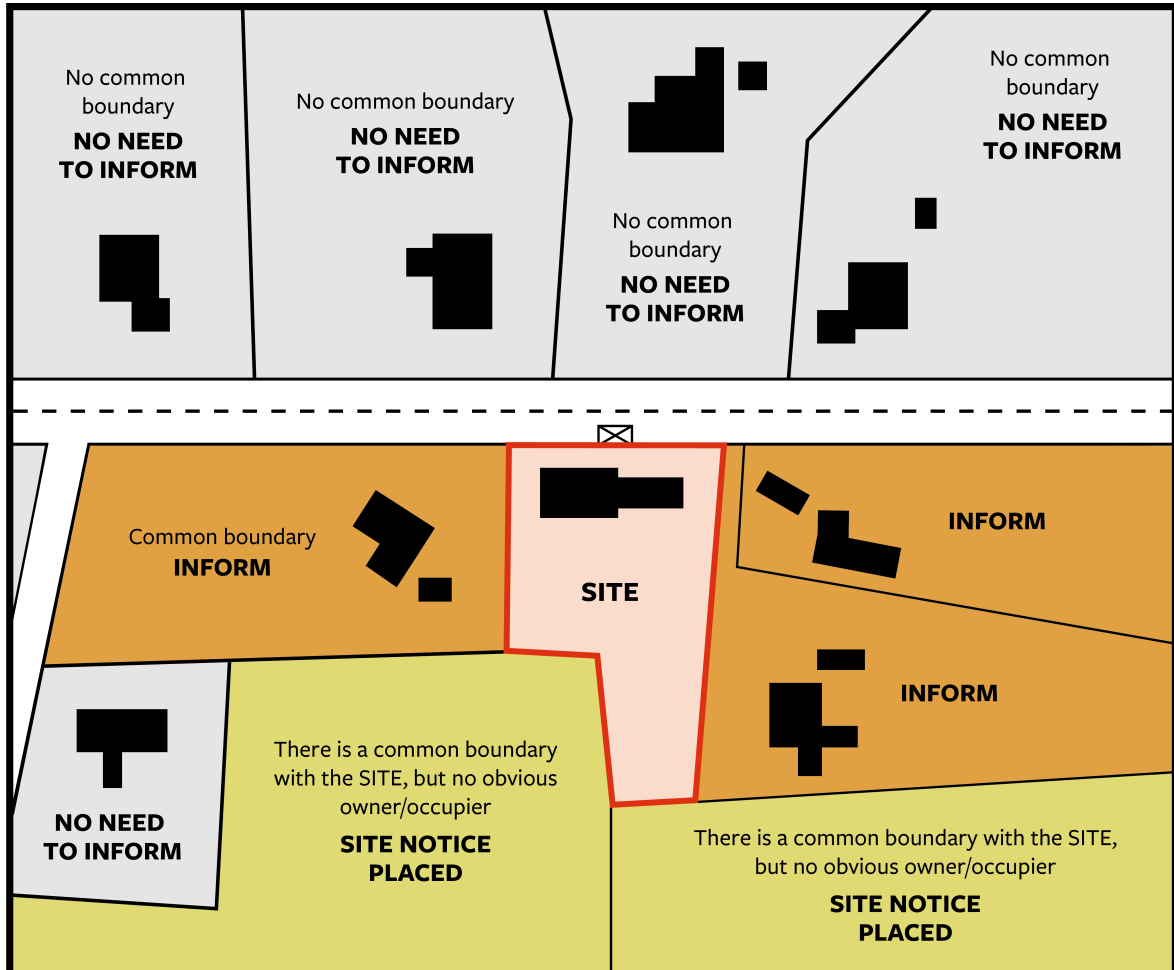 No common
boundary
NO NEED
TO INFORM
No common boundary
NO NEED
TO INFORM
No common
boundary
NO NEED
TO INFORM
No common
boundary
NO NEED
TO INFORM
Common boundary
INFORM
SITE
INFORM
INFORM
NO NEED
TO INFORM
There is a common boundary
with the SITE, but no obvious
owner/occupier
SITE NOTICE
PLACED
There is a common boundary with the SITE,
but no obvious owner/occupier
SITE NOTICE
PLACED